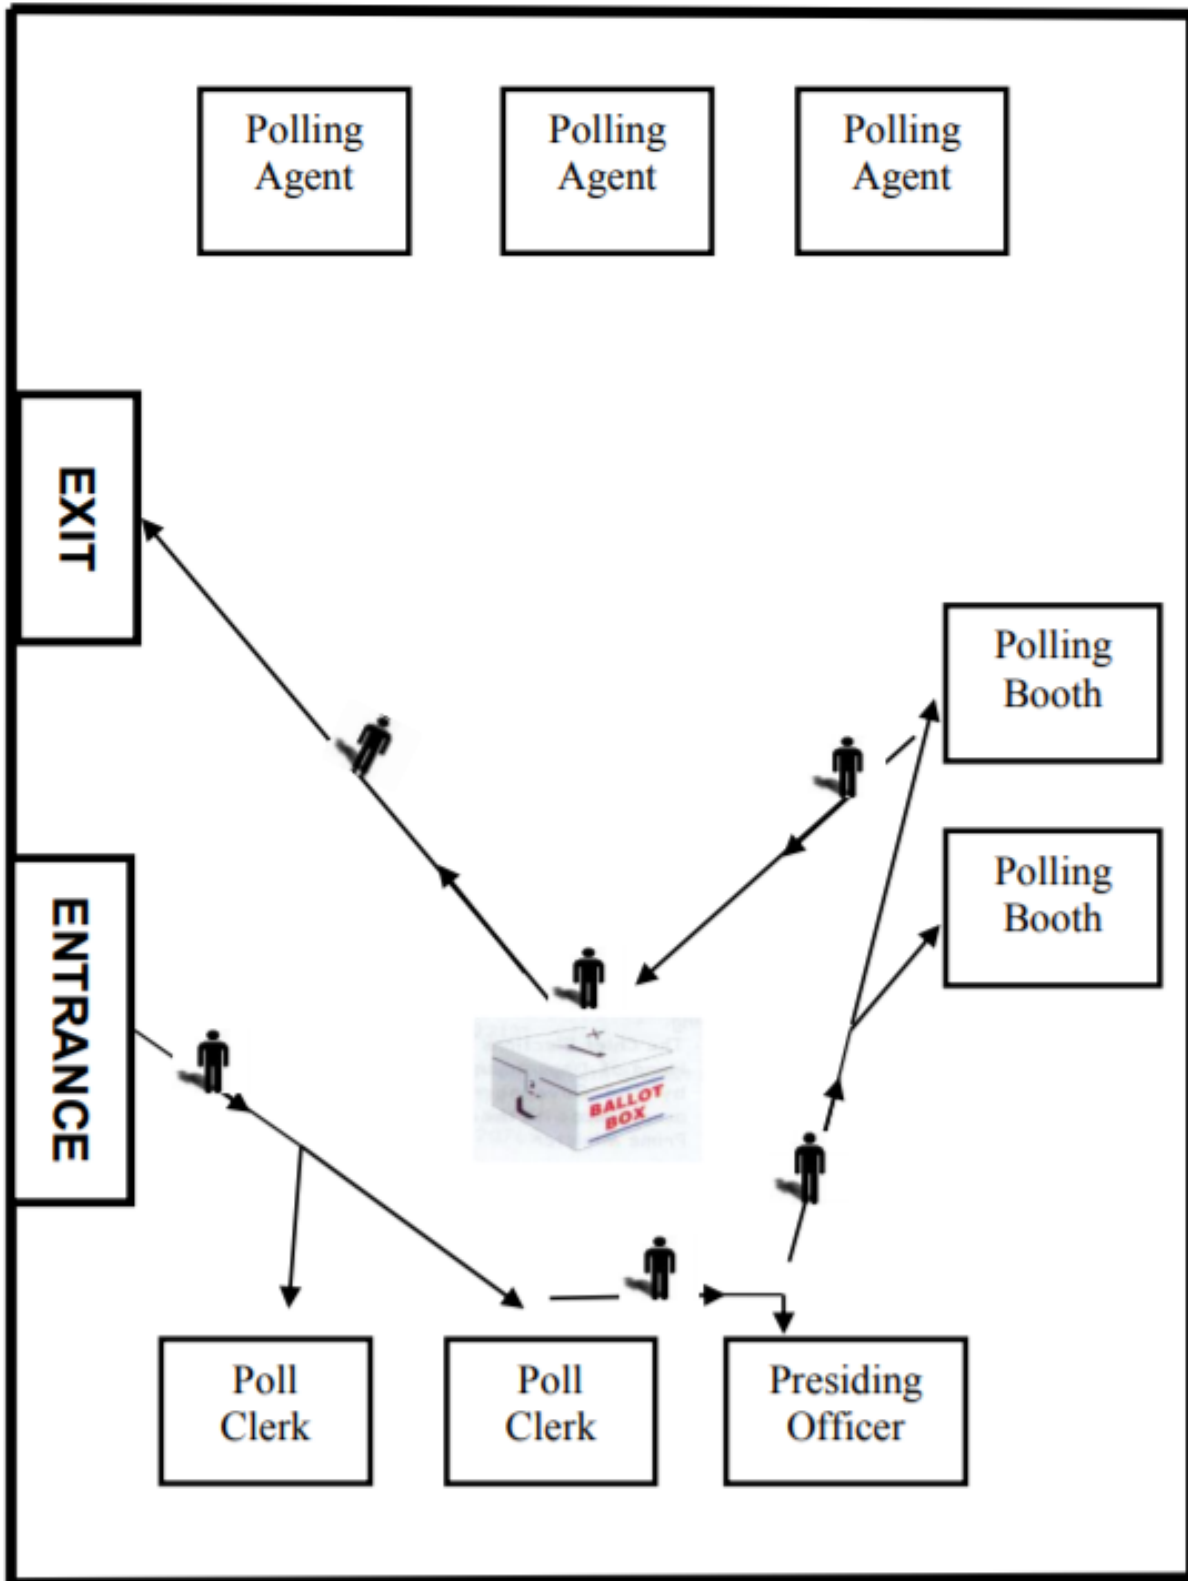 Polling
Agent
Polling
Agent
Polling
Agent
EXIT
Polling
Booth
Polling
Booth
ENTRANCE
BALLOT
BOX
Poll
Clerk
Poll
Clerk
Presiding
Officer